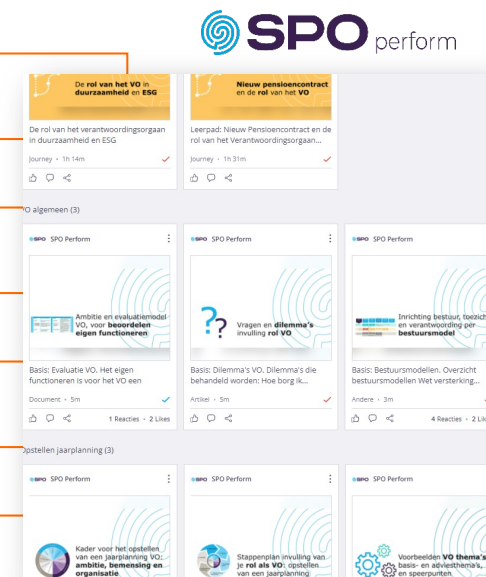 SPO perform
De rol van het VO in
duurzaamheid en ESG
Nieuw pensioencontract
en de rol van het VO
De rol van het verantwoordingsorgaan
in duurzaamheid en ESG
Leerpad: Nieuw Pensioencontract en de
rol van het Verantwoordingsorgaan...
Journey • 1h 14m
Journey • 1h 31m
VO algemeen (3)
SPO SPO Perform
SPO SPO Perform
SPO SPO Perform
Ambitie en evaluatiemodel
VO, voor beoordelen
eigen functioneren
Vragen en dilemma's
invulling rol VO
Inrichting bestuur, toezich
en verantwoording per
bestuursmodel
Basis: Evaluatie VO. Het eigen
functioneren is voor het VO een
Basis: Dilemma's VO. Dilemma's die
behandeld worden: Hoe borg ik...
Basis: Bestuursmodellen. Overzicht
bestuursmodellen Wet versterking...
Document • 5m
Artikel • 5m
Andere • 3m
1 Reacties • 2 Likes
4 Reacties • 2 Lik
Opstellen jaarplanning (3)
SPO SPO Perform
SPO SPO Perform
SPO SPO Perform
Kader voor het opstellen
van een jaarplanning VO:
ambitie, bemensing en
organisatie
Stappenplan invulling van
je rol als VO: opstellen
van een jaarplanning
Voorbeelden VO thema's
basis- en adviesthema's,
en speerpunten